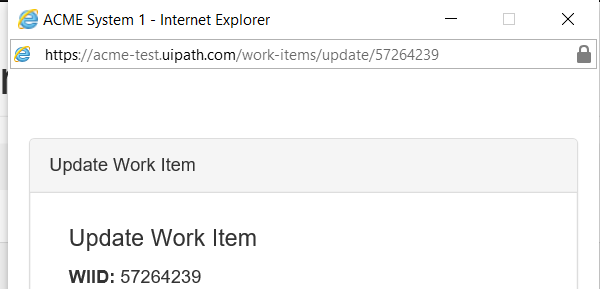 ACME System 1 - Internet Explorer
https://acme-test.uipath.com/work-items/update/57264239
Update Work Item
Update Work Item
WIID: 57264239